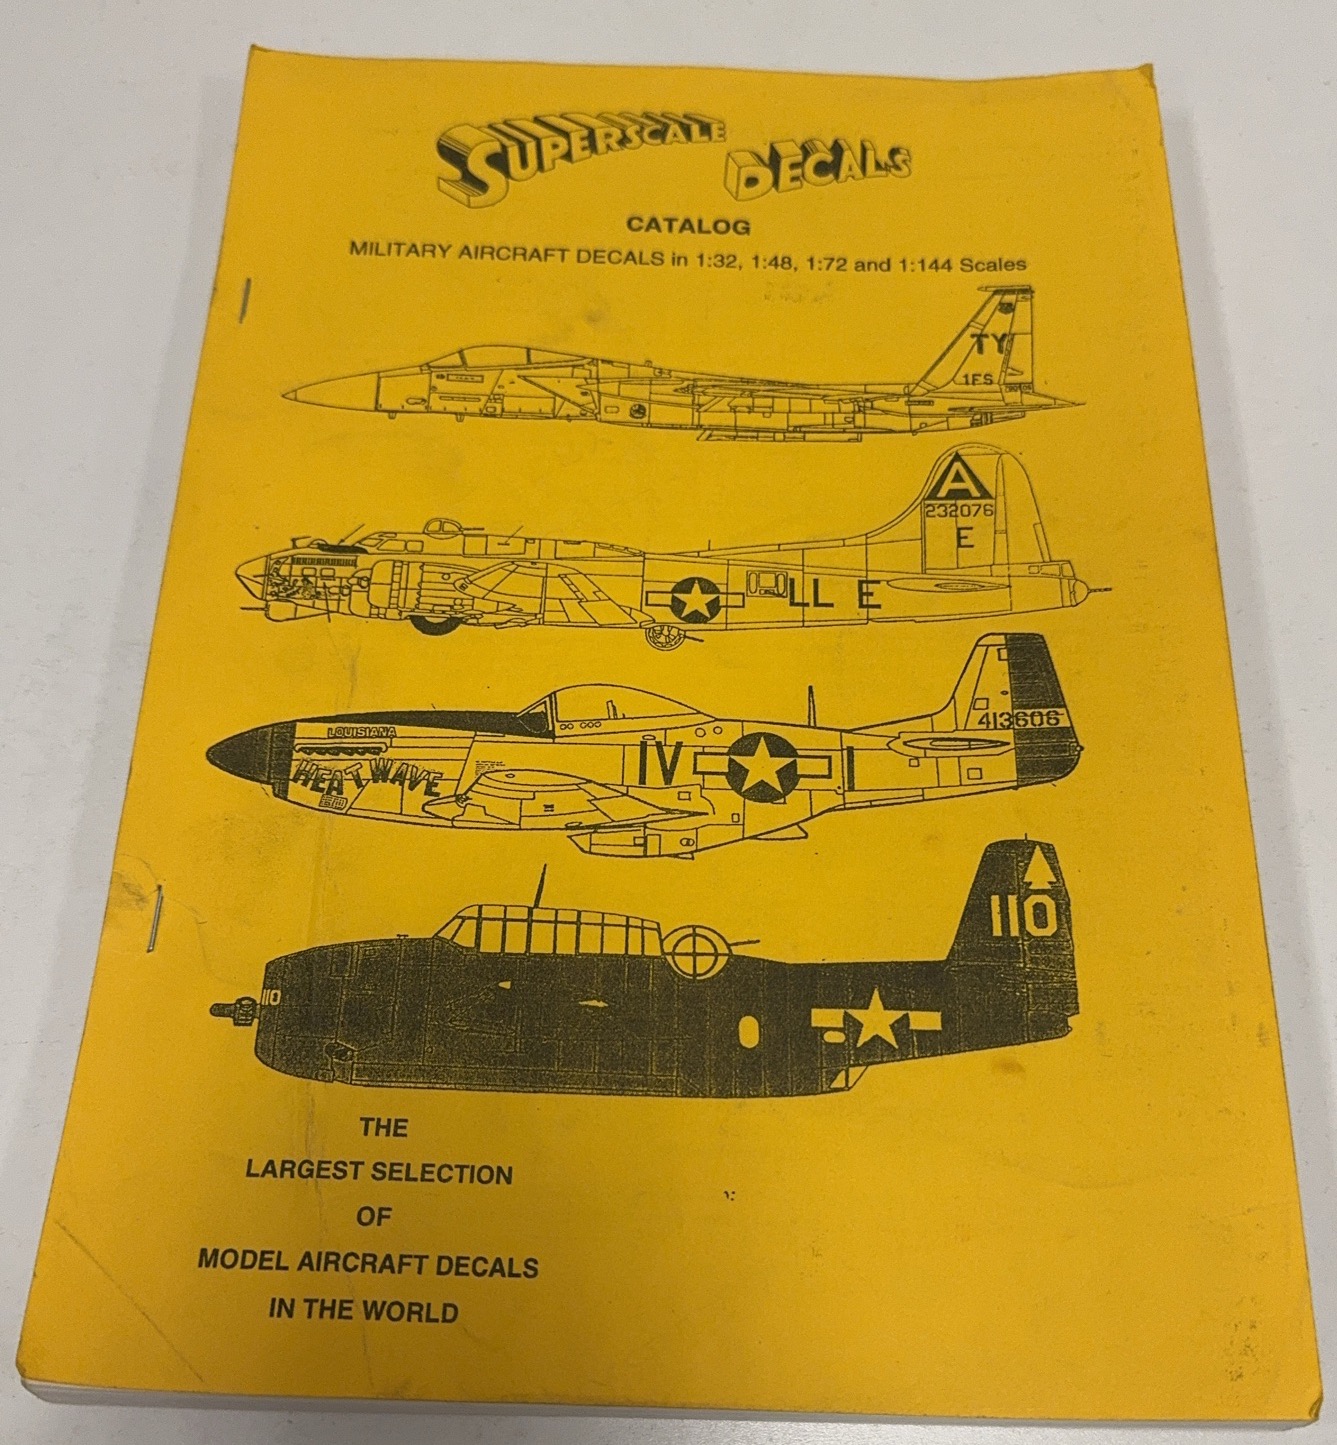 SUPERSCALE DECALS
CATALOG
MILITARY AIRCRAFT DECALS in 1:32, 1:48, 1:72 and 1:144 Scales
TY
1FS
A
232076
E
LL E
413606
LOUISIANA
HEAT WAVE
IV
I
110
110
THE
LARGEST SELECTION
OF
MODEL AIRCRAFT DECALS
IN THE WORLD